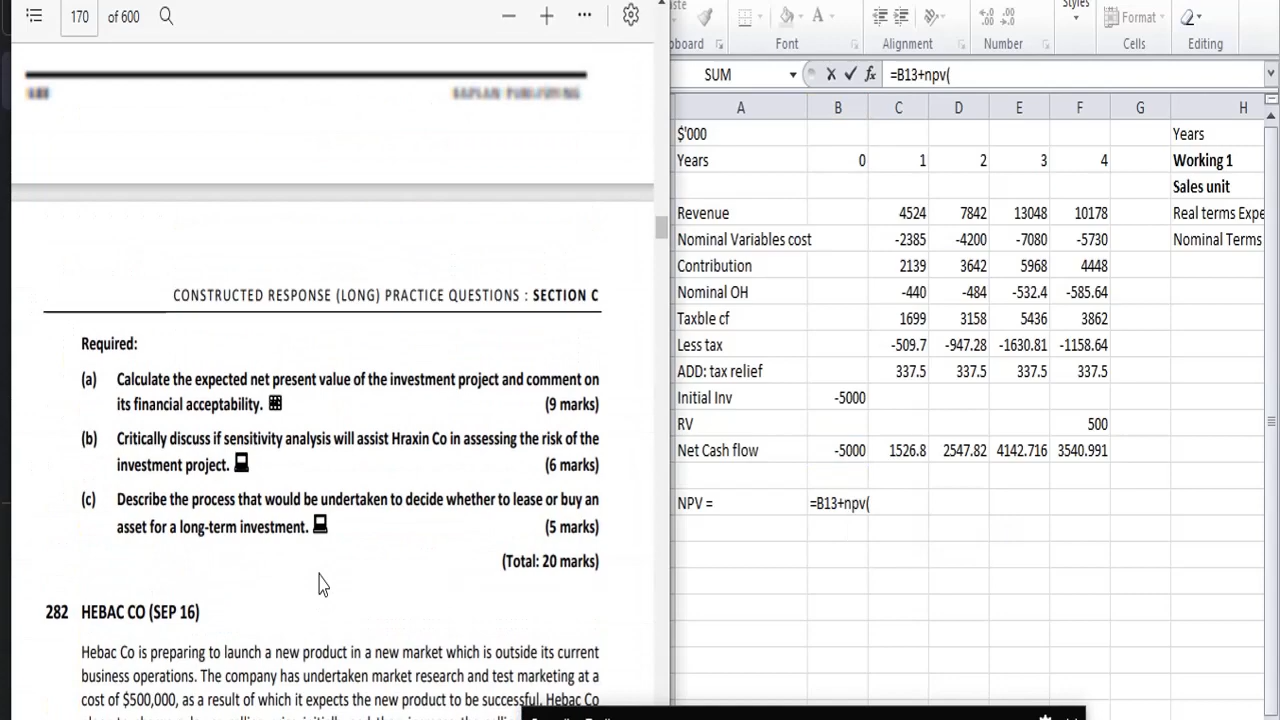 170 of 600
Font
Alignment
Number
Styles
Format
Cells
Editing
SUM =B13+npv(
A B C D E F G H
$'000 Years
Years 0 1 2 3 4 Working 1
Sales unit
Revenue 4524 7842 13048 10178 Real terms Expe
Nominal Variables cost -2385 -4200 -7080 -5730 Nominal Terms
Contribution 2139 3642 5968 4448
Nominal OH -440 -484 -532.4 -585.64
Taxble cf 1699 3158 5436 3862
Less tax -509.7 -947.28 -1630.81 -1158.64
ADD: tax relief 337.5 337.5 337.5 337.5
Initial Inv -5000
RV 500
Net Cash flow -5000 1526.8 2547.82 4142.716 3540.991
NPV = =B13+npv(
CONSTRUCTED RESPONSE (LONG) PRACTICE QUESTIONS : SECTION C
Required:
(a) Calculate the expected net present value of the investment project and comment on
its financial acceptability. (9 marks)
(b) Critically discuss if sensitivity analysis will assist Hraxin Co in assessing the risk of the
investment project. (6 marks)
(c) Describe the process that would be undertaken to decide whether to lease or buy an
asset for a long-term investment. (5 marks)
(Total: 20 marks)
282 HEBAC CO (SEP 16)
Hebac Co is preparing to launch a new product in a new market which is outside its current
business operations. The company has undertaken market research and test marketing at a
cost of $500,000, as a result of which it expects the new product to be successful. Hebac Co